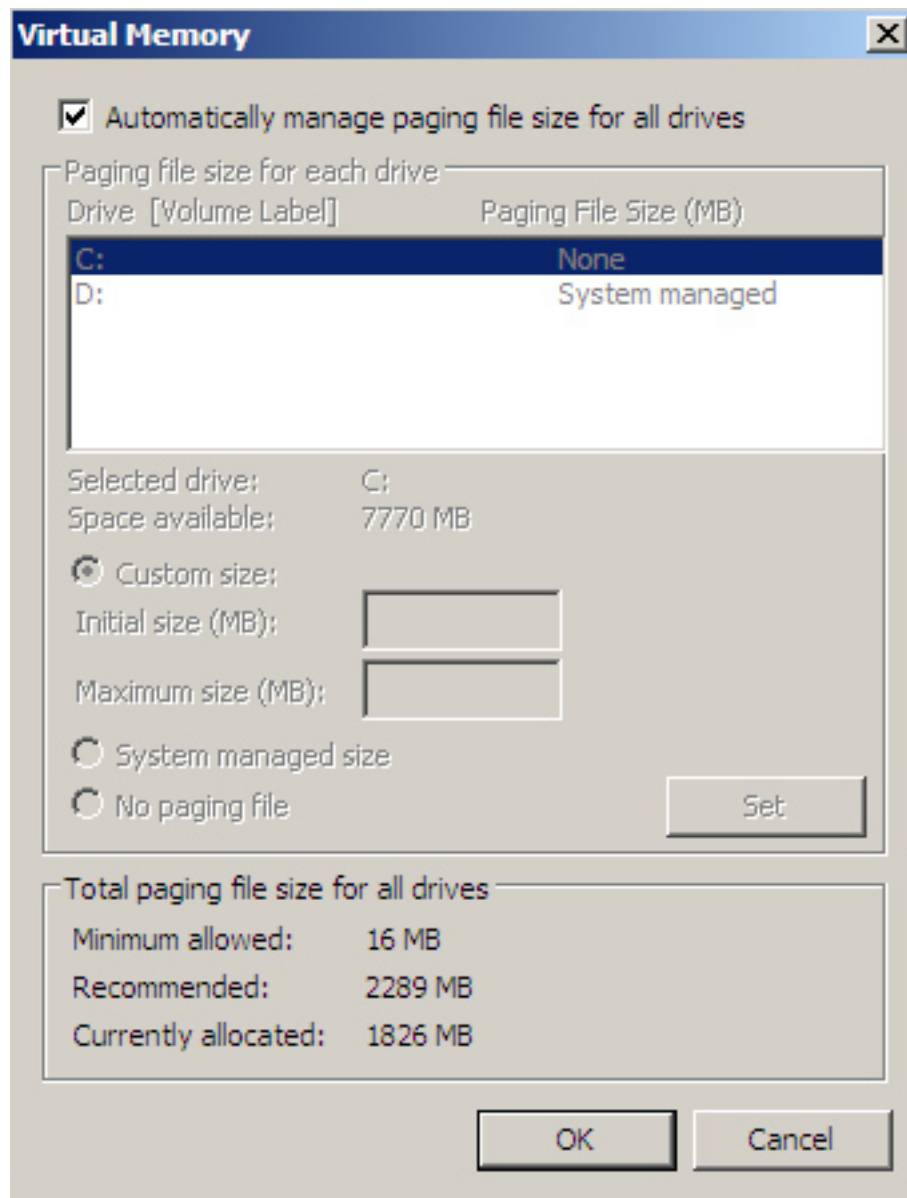 Virtual Memory
Automatically manage paging file size for all drives
Paging file size for each drive
Drive [Volume Label] Paging File Size (MB)
C: None
D: System managed
Selected drive: C:
Space available: 7770 MB
Custom size:
Initial size (MB):
Maximum size (MB):
System managed size
No paging file Set
Total paging file size for all drives
Minimum allowed: 16 MB
Recommended: 2289 MB
Currently allocated: 1826 MB
OK Cancel